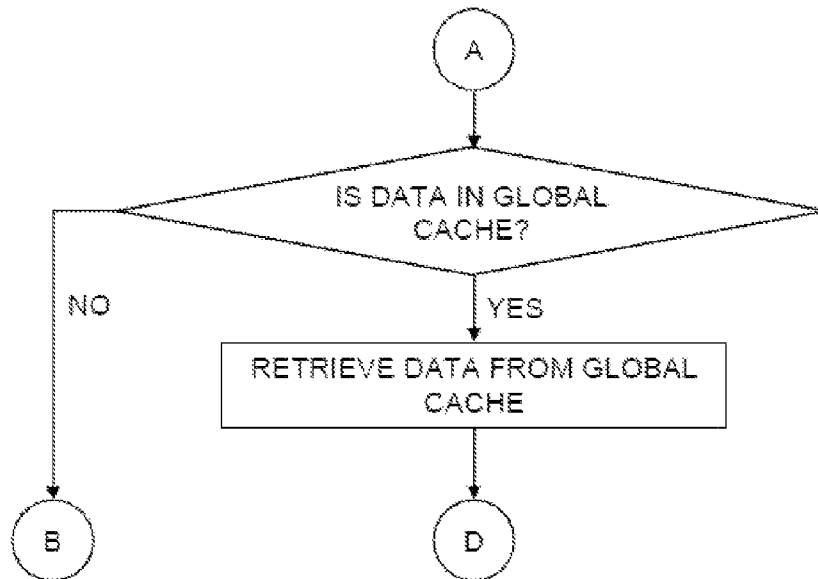 A
IS DATA IN GLOBAL
CACHE?
NO
YES
RETRIEVE DATA FROM GLOBAL
CACHE
B
D